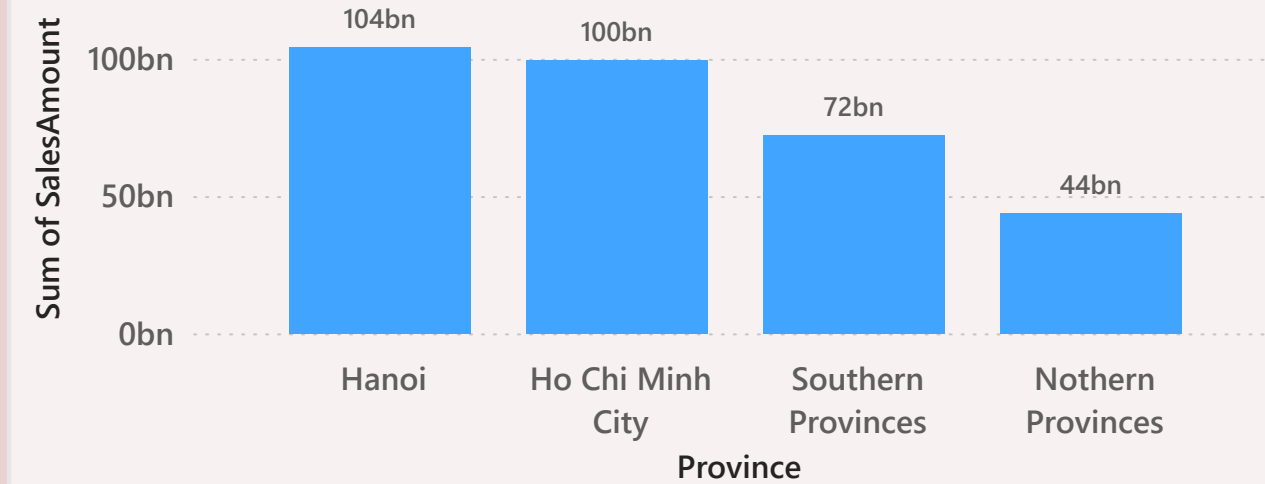 Sum of SalesAmount
100bn
50bn
0bn
104bn
100bn
72bn
44bn
Hanoi
Ho Chi Minh
City
Southern
Provinces
Nothern
Provinces
Province